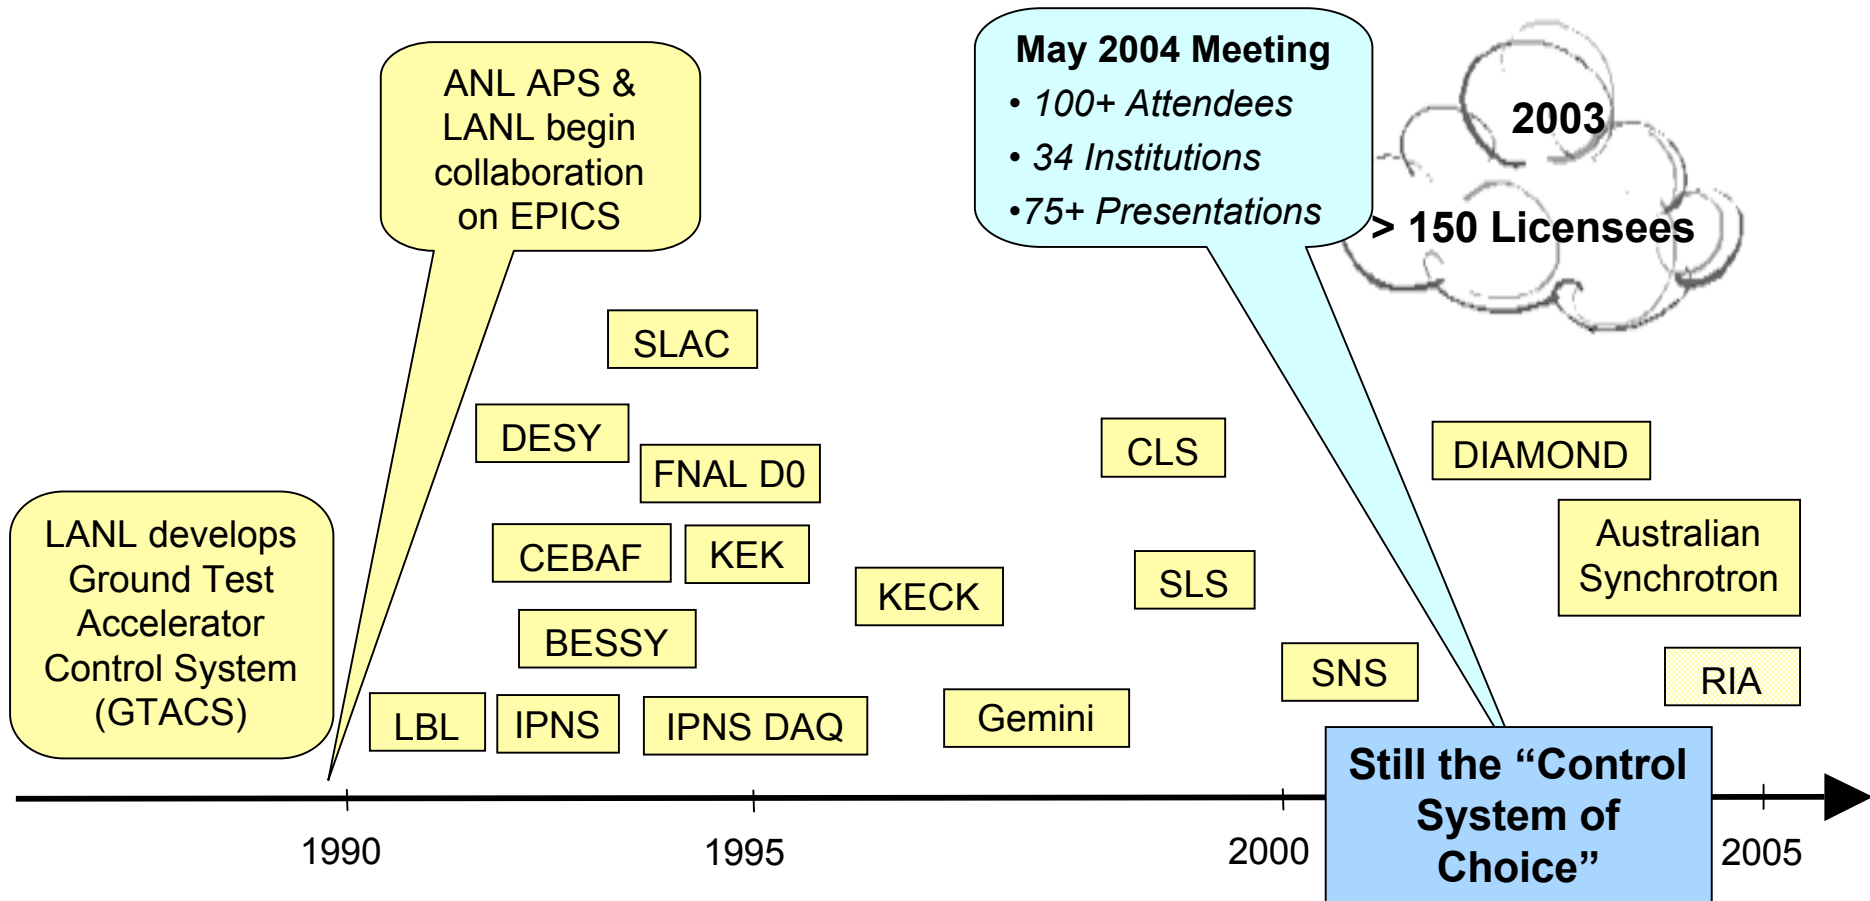 ANL APS &
LANL begin
collaboration
on EPICS
May 2004 Meeting
• 100+ Attendees
• 34 Institutions
•75+ Presentations
2003
> 150 Licensees
SLAC
DESY
FNAL D0
CLS
DIAMOND
LANL develops
Ground Test
Accelerator
Control System
(GTACS)
CEBAF
KEK
KECK
SLS
Australian
Synchrotron
BESSY
SNS
RIA
LBL
IPNS
IPNS DAQ
Gemini
Still the “Control
System of
Choice”
1990
1995
2000
2005